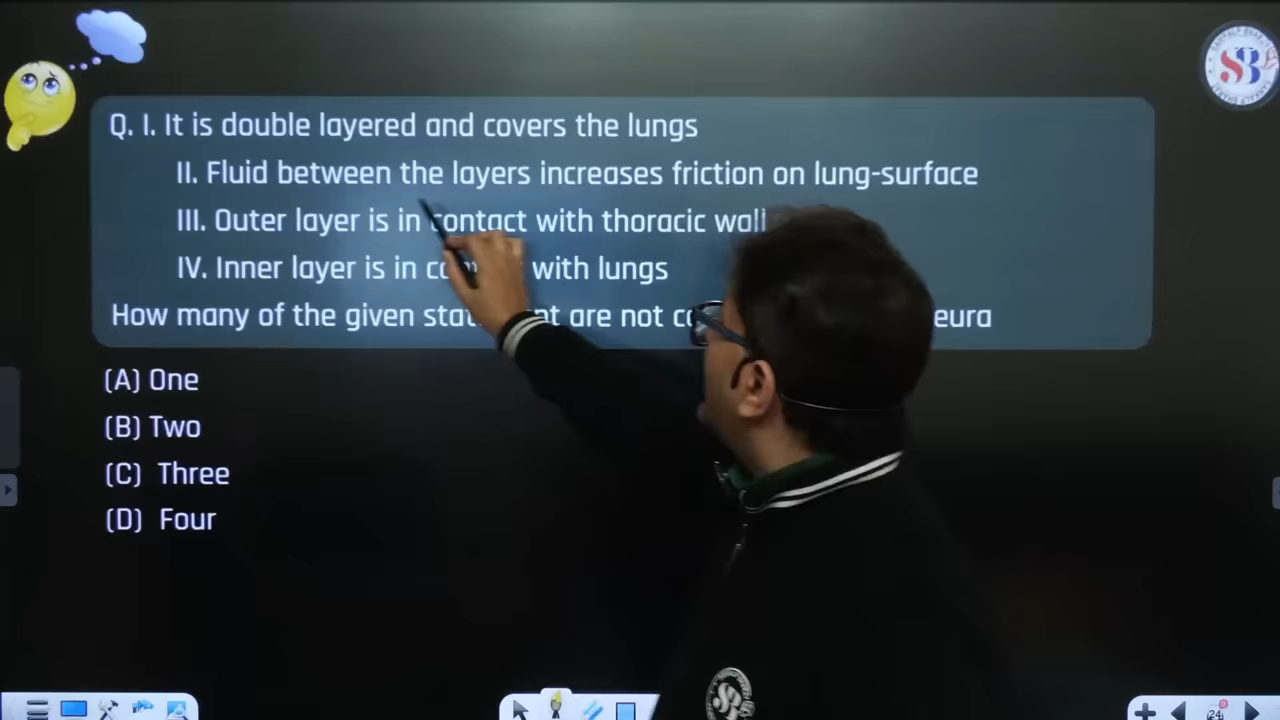 Q. I. It is double layered and covers the lungs
II. Fluid between the layers increases friction on lung-surface
III. Outer layer is in contact with thoracic wall
IV. Inner layer is in with lungs
How many of the given are not
(A) One
(B) Two
(C) Three
(D) Four
SB
24